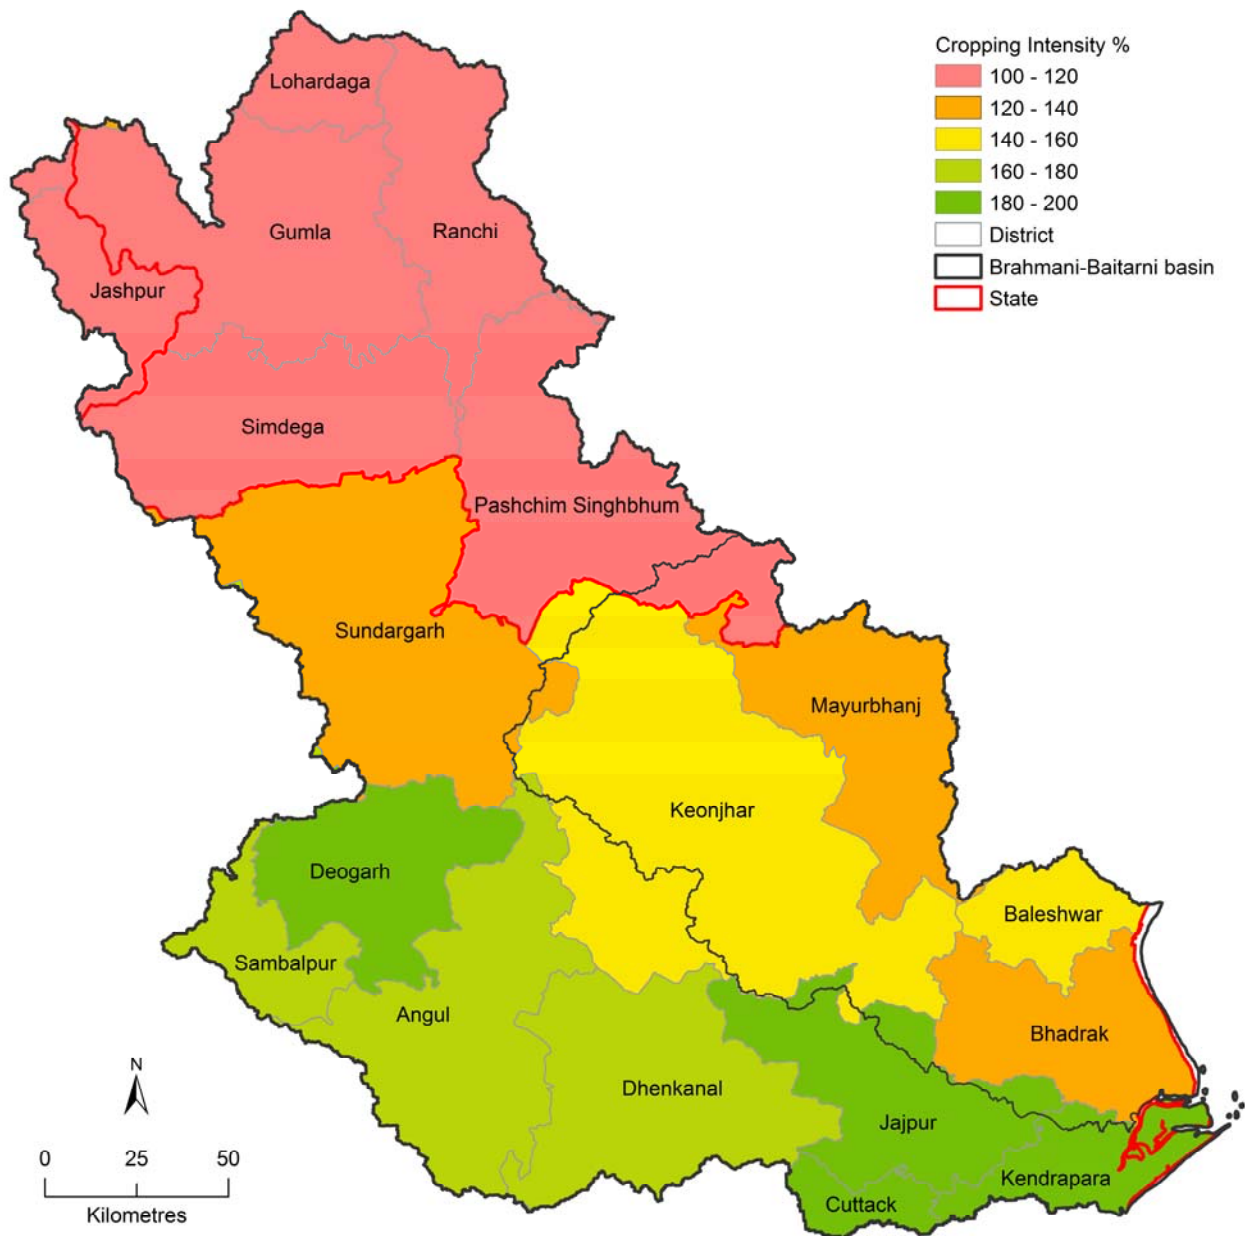 Cropping Intensity %
100 - 120
120 - 140
140 - 160
160 - 180
180 - 200
District
Brahmani-Baitarni basin
State
Lohardaga
Gumla
Ranchi
Jashpur
Simdega
Pashchim Singhbhum
Sundargarh
Mayurbhanj
Keonjhar
Deogarh
Baleshwar
Sambalpur
Angul
Bhadrak
Dhenkanal
Jajpur
Kendrapara
Cuttack
N
0 25 50
Kilometres